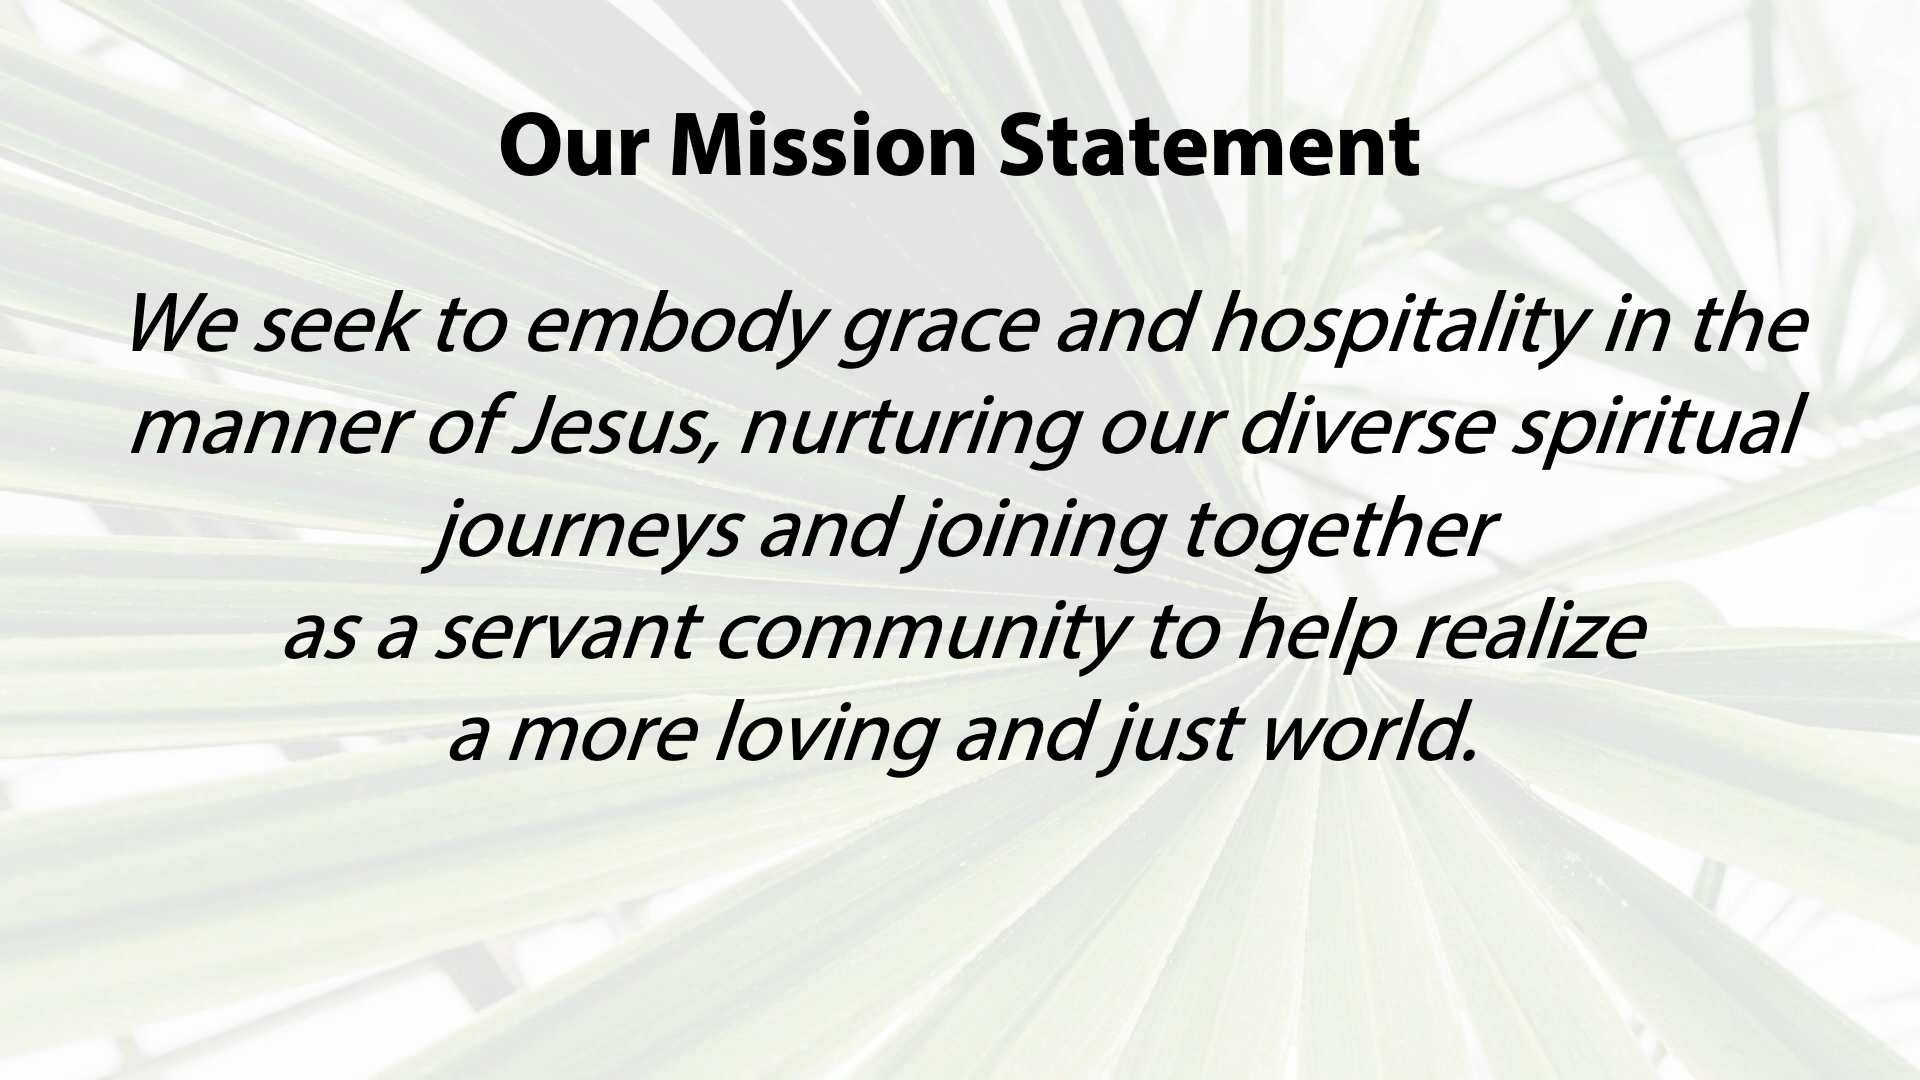 Our Mission Statement
We seek to embody grace and hospitality in the
manner of Jesus, nurturing our diverse spiritual
journeys and joining together
as a servant community to help realize
a more loving and just world.